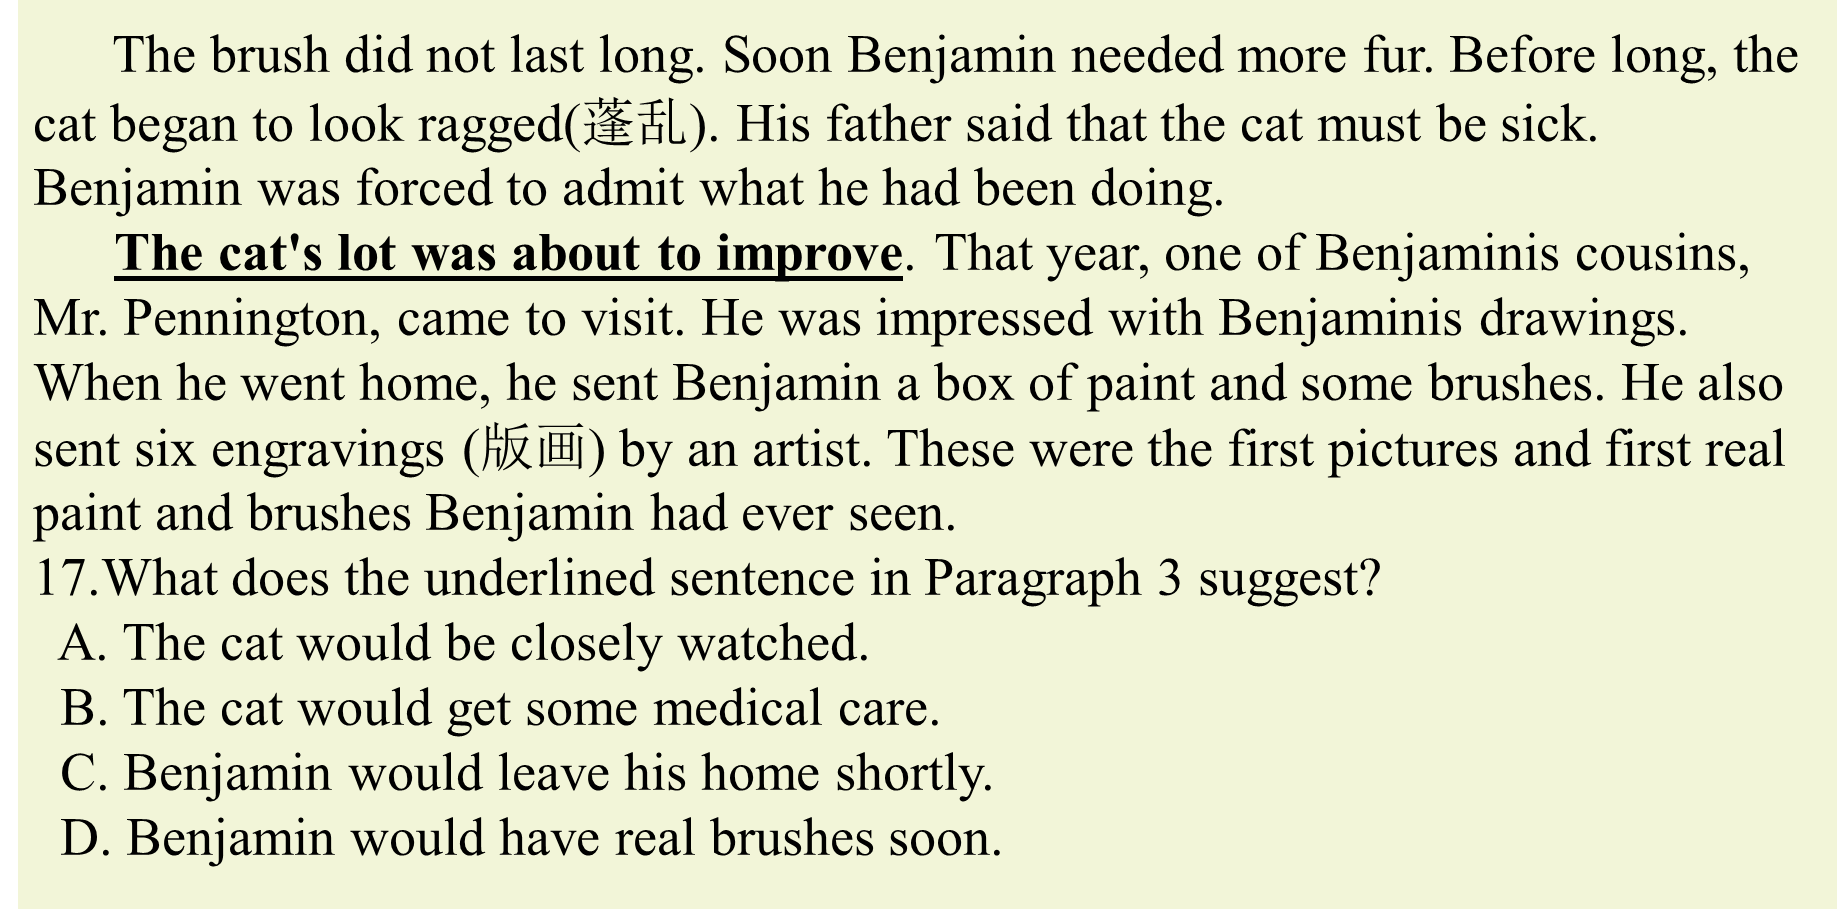 The brush did not last long. Soon Benjamin needed more fur. Before long, the
cat began to look ragged(蓬乱). His father said that the cat must be sick.
Benjamin was forced to admit what he had been doing.
The cat's lot was about to improve. That year, one of Benjaminis cousins,
Mr. Pennington, came to visit. He was impressed with Benjaminis drawings.
When he went home, he sent Benjamin a box of paint and some brushes. He also
sent six engravings (版画) by an artist. These were the first pictures and first real
paint and brushes Benjamin had ever seen.
17.What does the underlined sentence in Paragraph 3 suggest?
A. The cat would be closely watched.
B. The cat would get some medical care.
C. Benjamin would leave his home shortly.
D. Benjamin would have real brushes soon.